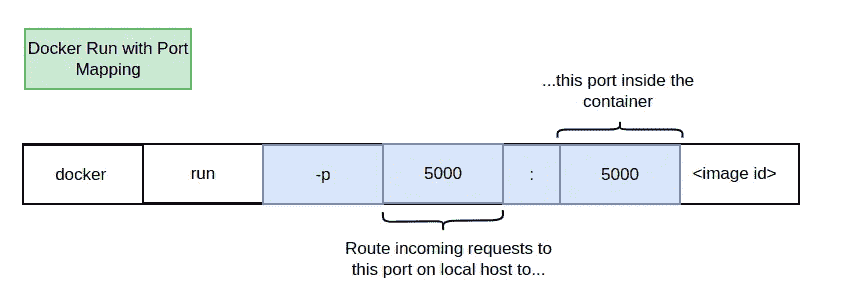 Docker Run with Port
Mapping
...this port inside the
container
docker run -p 5000 : 5000 <image id>
Route incoming requests to
this port on local host to...